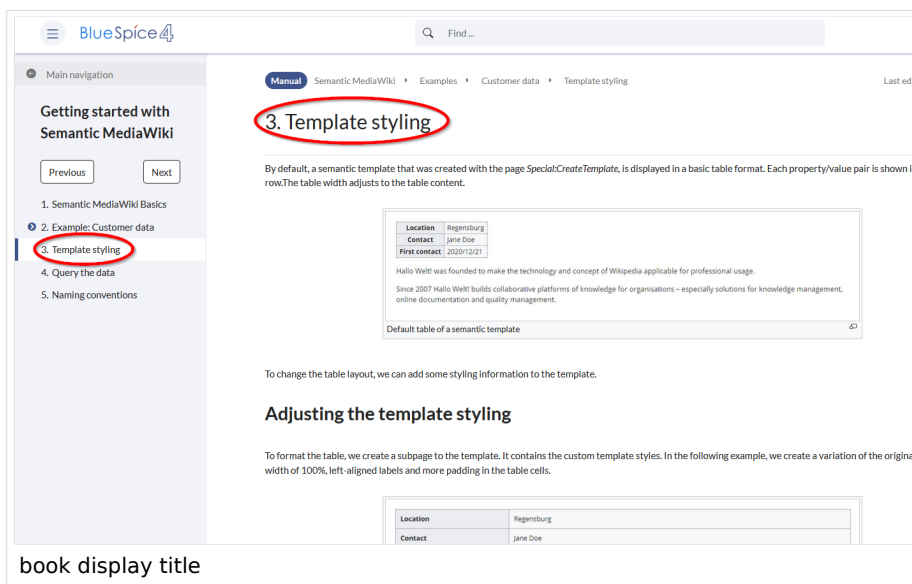 BlueSpice 4
Find ...
Main navigation
Getting started with
Semantic MediaWiki
Previous
Next
1. Semantic MediaWiki Basics
2. Example: Customer data
3. Template styling
4. Query the data
5. Naming conventions
Manual Semantic MediaWiki Examples Customer data Template styling
Last ed
3. Template styling
By default, a semantic template that was created with the page Special:CreateTemplate, is displayed in a basic table format. Each property/value pair is shown i
row.The table width adjusts to the table content.
Location Regensburg
Contact Jane Doe
First contact 2020/12/21
Hallo Welt! was founded to make the technology and concept of Wikipedia applicable for professional usage.
Since 2007 Hallo Welt! builds collaborative platforms of knowledge for organisations – especially solutions for knowledge management,
online documentation and quality management.
Default table of a semantic template
To change the table layout, we can add some styling information to the template.
Adjusting the template styling
To format the table, we create a subpage to the template. It contains the custom template styles. In the following example, we create a variation of the origina
width of 100%, left-aligned labels and more padding in the table cells.
Location Regensburg
Contact Jane Doe
book display title